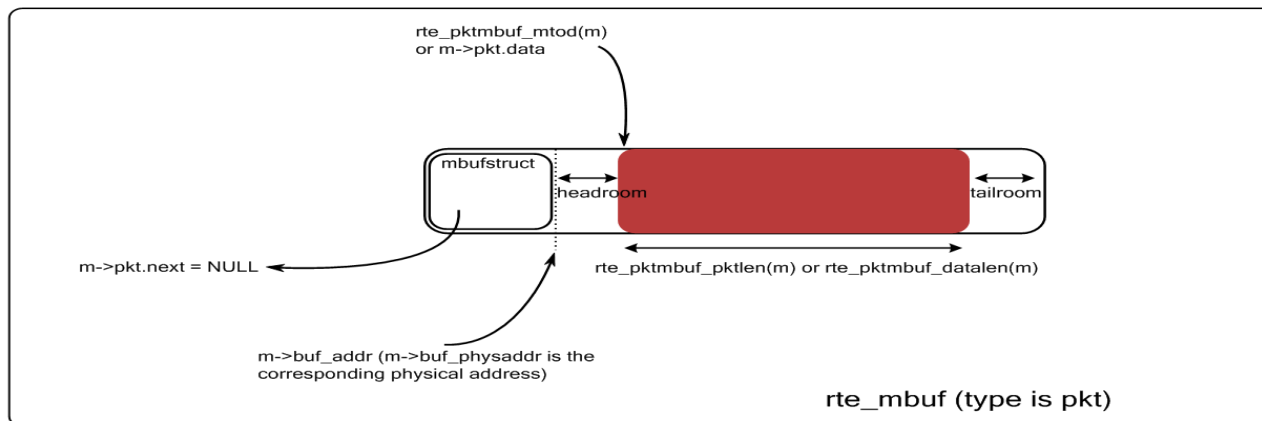 rte_pktmbuf_mtod(m)
or m->pkt.data
mbufstruct
headroom
tailroom
m->pkt.next = NULL
rte_pktmbuf_pktlen(m) or rte_pktmbuf_datalen(m)
m->buf_addr (m->buf_physaddr is the
corresponding physical address)
rte_mbuf (type is pkt)